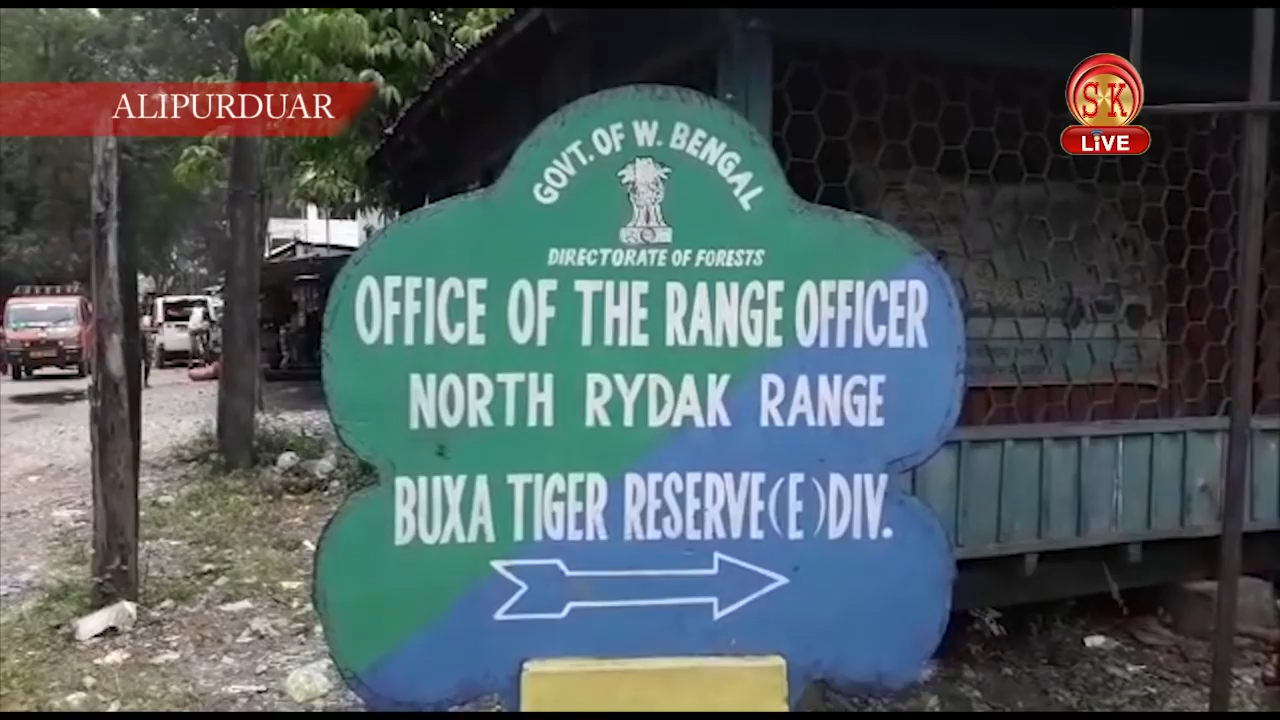 ALIPURDUAR
SK
LiVE
GOVT. OF W. BENGAL
DIRECTORATE OF FORESTS
OFFICE OF THE RANGE OFFICER
NORTH RYDAK RANGE
BUXA TIGER RESERVE(E)DIV.